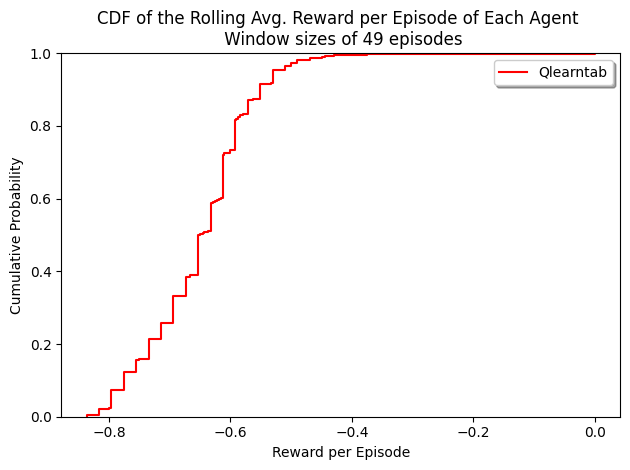 CDF of the Rolling Avg. Reward per Episode of Each Agent
Window sizes of 49 episodes
Qlearntab
1.0
0.8
0.6
0.4
0.2
0.0
Cumulative Probability
−0.8
−0.6
−0.4
−0.2
0.0
Reward per Episode